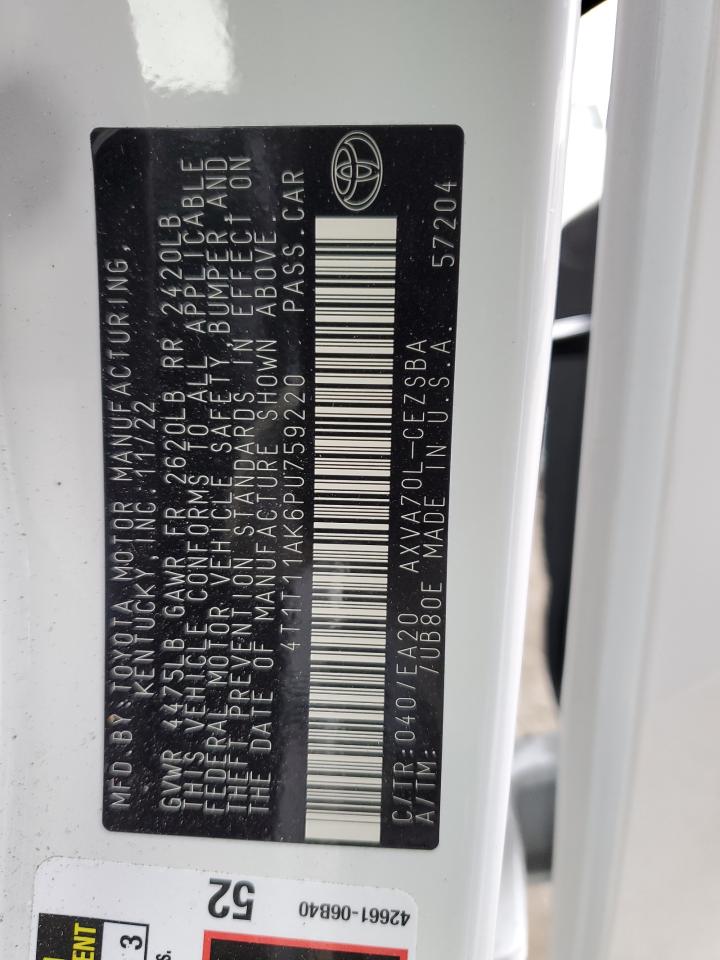 MFD.BY:TOYOTA MOTOR MANUFACTURING,
KENTUCKY, INC. 11/22
GVWR 4475LB GAWR FR 2620LB RR 2420LB
THIS VEHICLE CONFORMS TO ALL APPLICABLE
FEDERAL MOTOR VEHICLE SAFETY, BUMPER, AND
THEFT PREVENTION STANDARDS IN EFFECT ON
THE DATE OF MANUFACTURE SHOWN ABOVE.
4T1T11AK6PU759220 PASS.CAR
C/TR:040/EA20 AXVA70L-CEZSBA
A/TM: /UB80E MADE IN U.S.A. 57204
52
42661-06B40
3